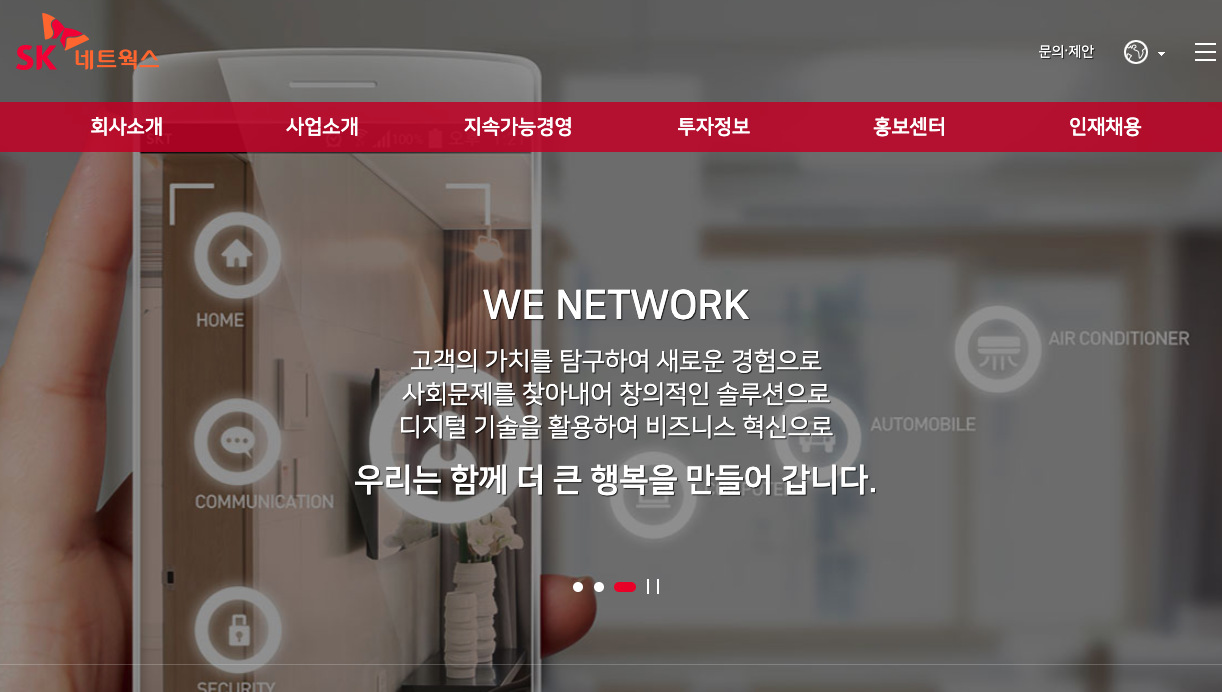 SK 네트웍스
문의·제안
회사소개 사업소개 지속가능경영 투자정보 홍보센터 인재채용
SKT 100%
WE NETWORK
고객의 가치를 탐구하여 새로운 경험으로
사회문제를 찾아내어 창의적인 솔루션으로
디지털 기술을 활용하여 비즈니스 혁신으로
우리는 함께 더 큰 행복을 만들어 갑니다.
HOME
AIR CONDITIONER
AUTOMOBILE
COMMUNICATION
SECURITY